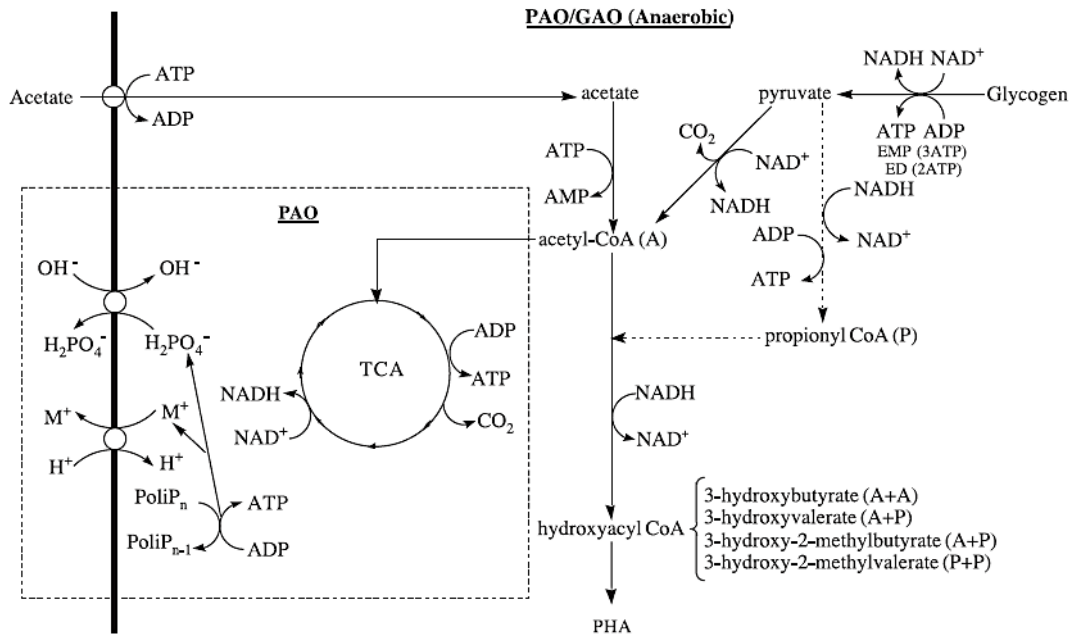 PAO/GAO (Anaerobic)
NADH NAD⁺
ATP
Acetate
acetate
pyruvate
Glycogen
ADP
CO₂
ATP ADP
EMP (3ATP)
ED (2ATP)
ATP
NAD⁺
NADH
AMP
NADH
PAO
acetyl-CoA (A)
ADP
NAD⁺
OH⁻
OH⁻
ATP
H₂PO₄⁻
H₂PO₄⁻
ADP
propionyl CoA (P)
TCA
ATP
NADH
NADH
M⁺
M⁺
CO₂
NAD⁺
NAD⁺
H⁺
H⁺
PoliPₙ
ATP
3-hydroxybutyrate (A+A)
3-hydroxyvalerate (A+P)
hydroxyacyl CoA
3-hydroxy-2-methylbutyrate (A+P)
3-hydroxy-2-methylvalerate (P+P)
PoliPₙ₋₁
ADP
PHA